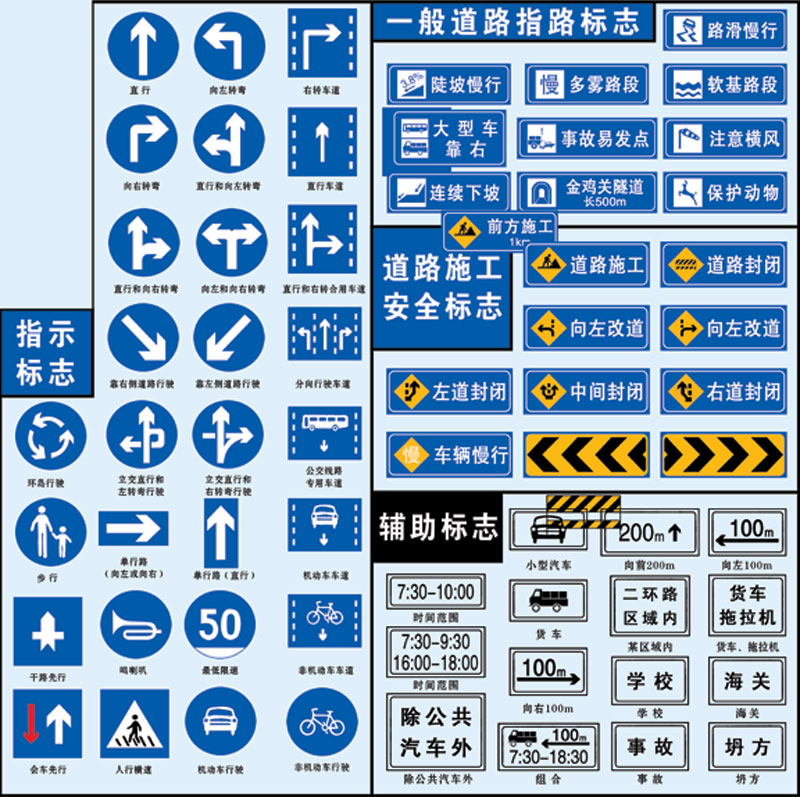 指示
标志
直行
向左转弯
右转车道
向右转弯
直行和向左转弯
直行车道
直行和向右转弯
向左和向右转弯
直行和右转合用车道
靠右侧道路行驶
靠左侧道路行驶
分向行驶车道
环岛行驶
立交直行和
左转弯行驶
立交直行和
右转弯行驶
公交线路
专用车道
步行
单行路
(向左或向右)
单行路(直行)
机动车车道
50
干路先行
鸣喇叭
最低限速
非机动车车道
会车先行
人行横道
机动车行驶
非机动车行驶
一般道路指路标志
路滑慢行
3.8%
陡坡慢行
慢
多雾路段
软基路段
大型车
靠右
事故易发点
注意横风
连续下坡
金鸡关隧道
长500m
保护动物
道路施工
安全标志
前方施工
1km
道路施工
道路封闭
向左改道
向左改道
左道封闭
中间封闭
右道封闭
慢
车辆慢行
辅助标志
小型汽车
200m
向前200m
100m
向左100m
7:30-10:00
时间范围
货车
二环路
区域内
某区域内
货车
拖拉机
货车、拖拉机
7:30-9:30
16:00-18:00
时间范围
100m
向右100m
学校
学校
海关
海关
除公共
汽车外
除公共汽车外
100m
7:30-18:30
组合
事故
事故
坍方
坍方